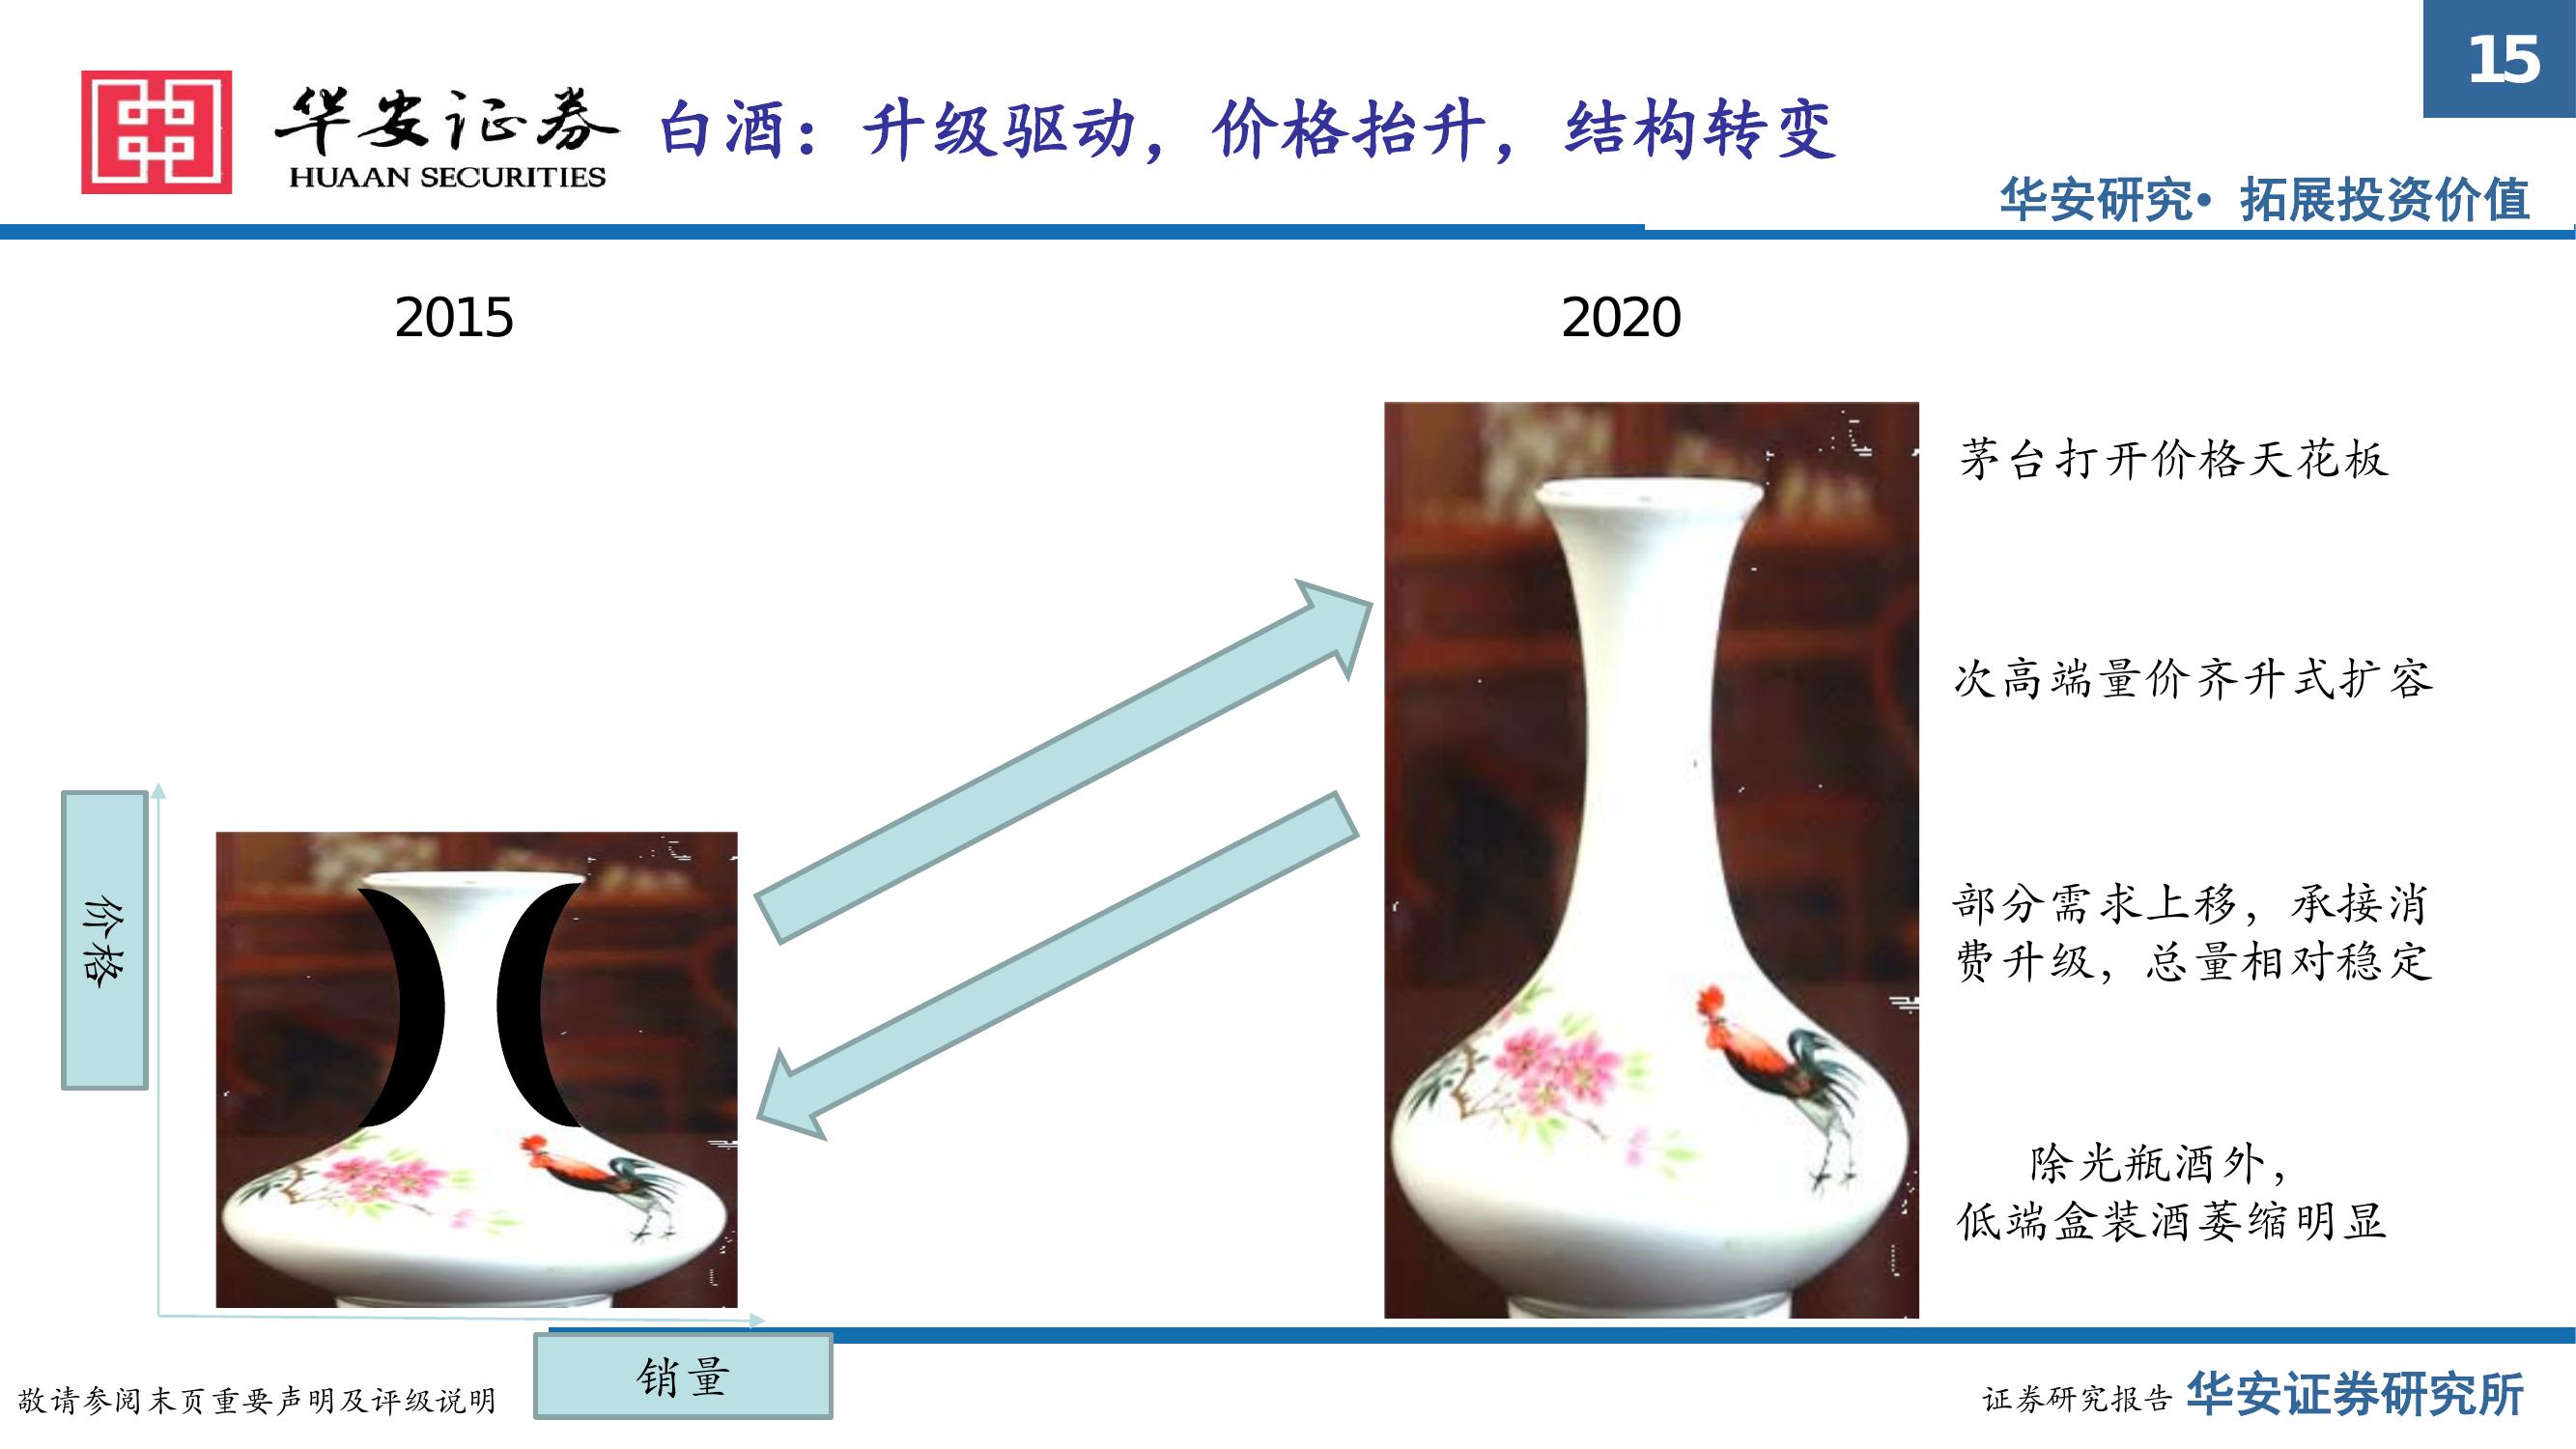 15
华安证券
HUAAN SECURITIES
白酒：升级驱动，价格抬升，结构转变
华安研究• 拓展投资价值
2015
2020
茅台打开价格天花板
次高端量价齐升式扩容
部分需求上移，承接消
费升级，总量相对稳定
除光瓶酒外，
低端盒装酒萎缩明显
价格
销量
敬请参阅末页重要声明及评级说明
证券研究报告
华安证券研究所